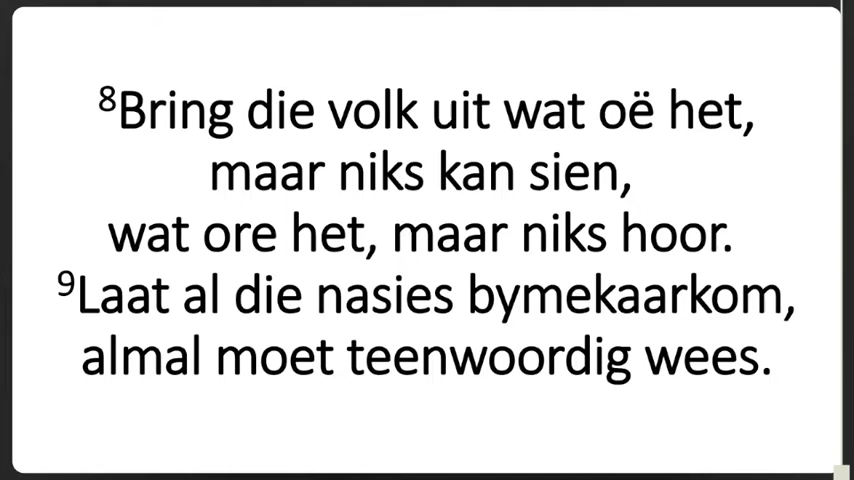 ⁸Bring die volk uit wat oë het,
maar niks kan sien,
wat ore het, maar niks hoor.
⁹Laat al die nasies bymekaarkom,
almal moet teenwoordig wees.